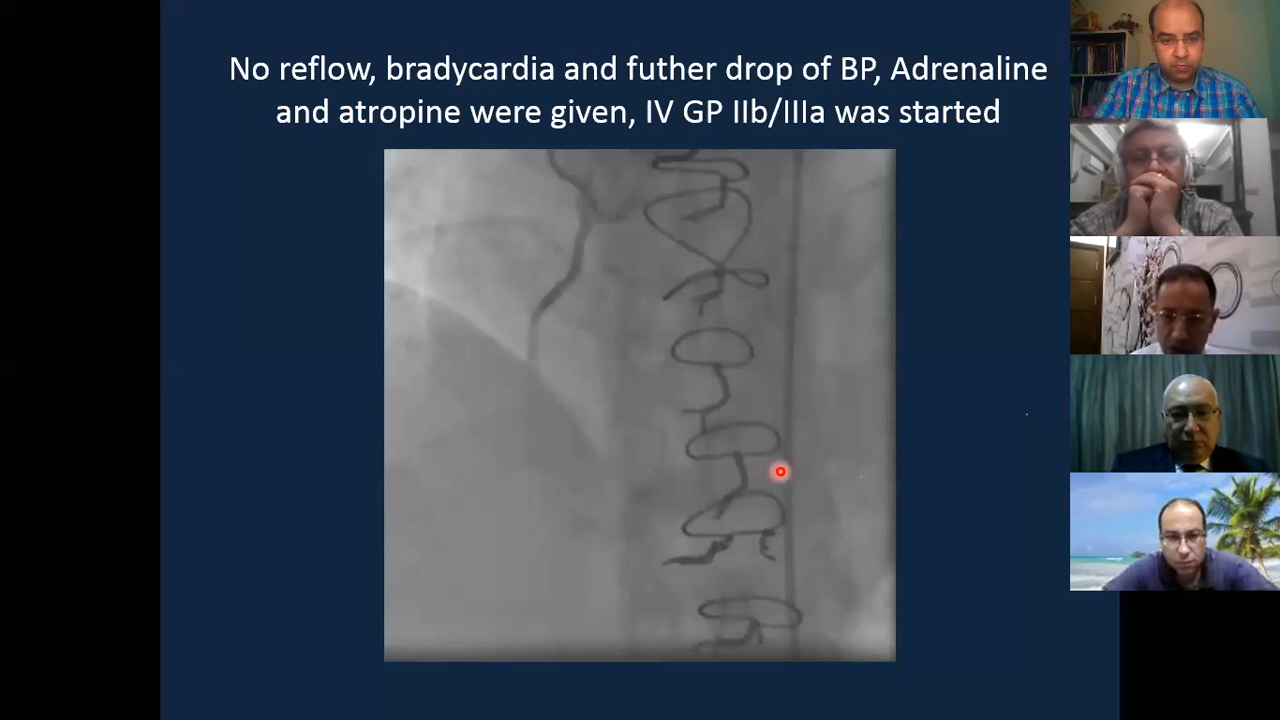 No reflow, bradycardia and futher drop of BP, Adrenaline
and atropine were given, IV GP IIb/IIIa was started